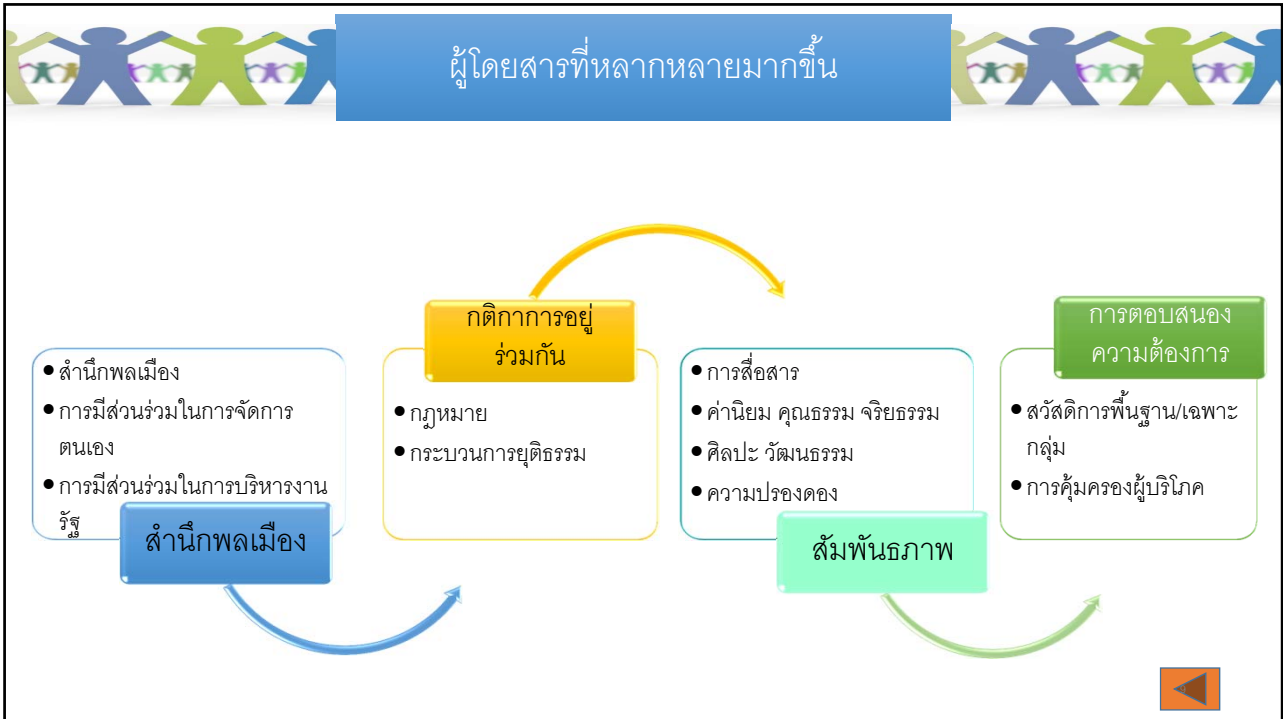 ผู้โดยสารที่หลากหลายมากขึ้น
● สำนึกพลเมือง
● การมีส่วนร่วมในการจัดการ
ตนเอง
● การมีส่วนร่วมในการบริหารงาน
รัฐ
สำนึกพลเมือง
กติกาการอยู่
ร่วมกัน
● กฎหมาย
● กระบวนการยุติธรรม
● การสื่อสาร
● ค่านิยม คุณธรรม จริยธรรม
● ศิลปะ วัฒนธรรม
● ความปรองดอง
สัมพันธภาพ
การตอบสนอง
ความต้องการ
● สวัสดิการพื้นฐาน/เฉพาะ
กลุ่ม
● การคุ้มครองผู้บริโภค